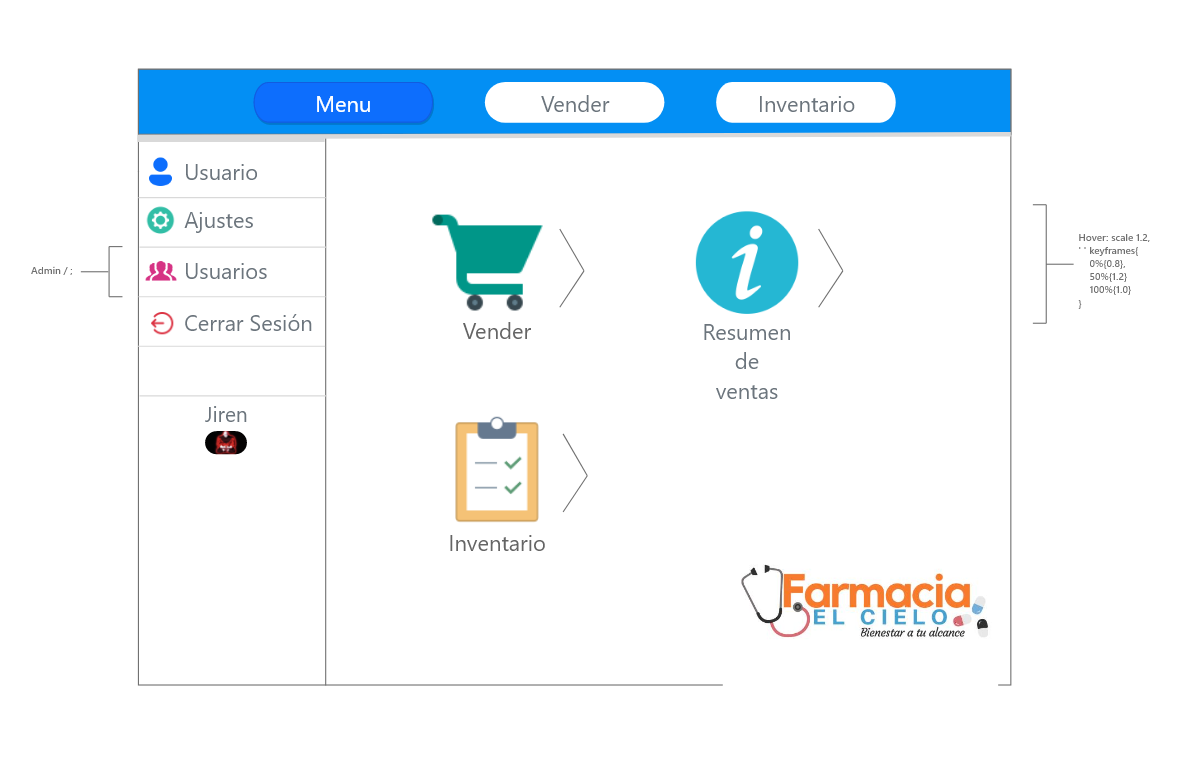 Menu
Vender
Inventario
Usuario
Ajustes
Usuarios
Cerrar Sesión
Jiren
Admin / ;
Vender
Resumen
de
ventas
Inventario
Hover: scale 1.2,
' ' keyframes{
0%{0.8},
50%{1.2}
100%{1.0}
}
Farmacia
EL CIELO
Bienestar a tu alcance